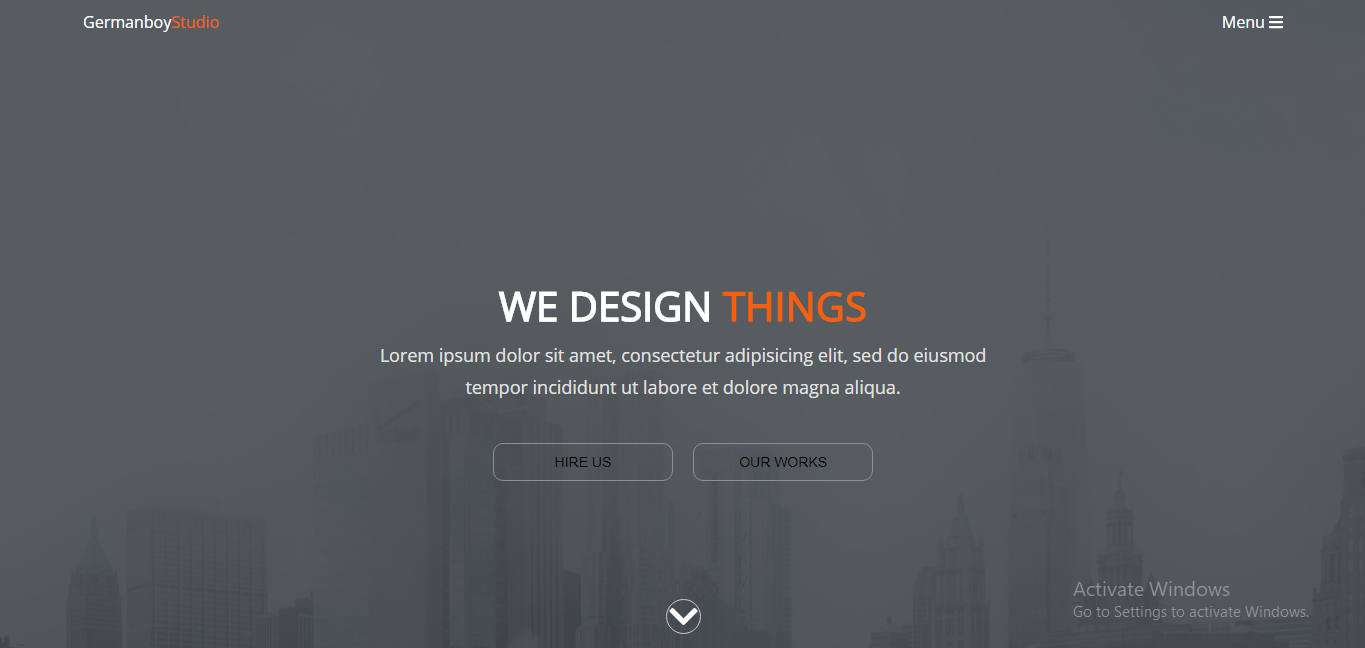 GermanboyStudio
Menu
WE DESIGN THINGS
Lorem ipsum dolor sit amet, consectetur adipisicing elit, sed do eiusmod
tempor incididunt ut labore et dolore magna aliqua.
HIRE US
OUR WORKS
Activate Windows
Go to Settings to activate Windows.